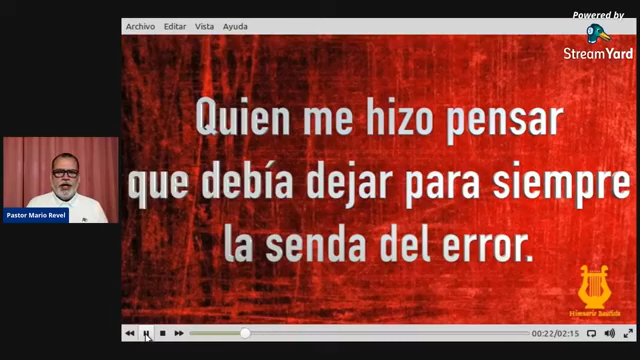 Powered by
StreamYard
Archivo Editar Vista Ayuda
Quien me hizo pensar
que debía dejar para siempre
la senda del error.
Pastor Mario Revel
Himnario Bautista
00:22/02:15